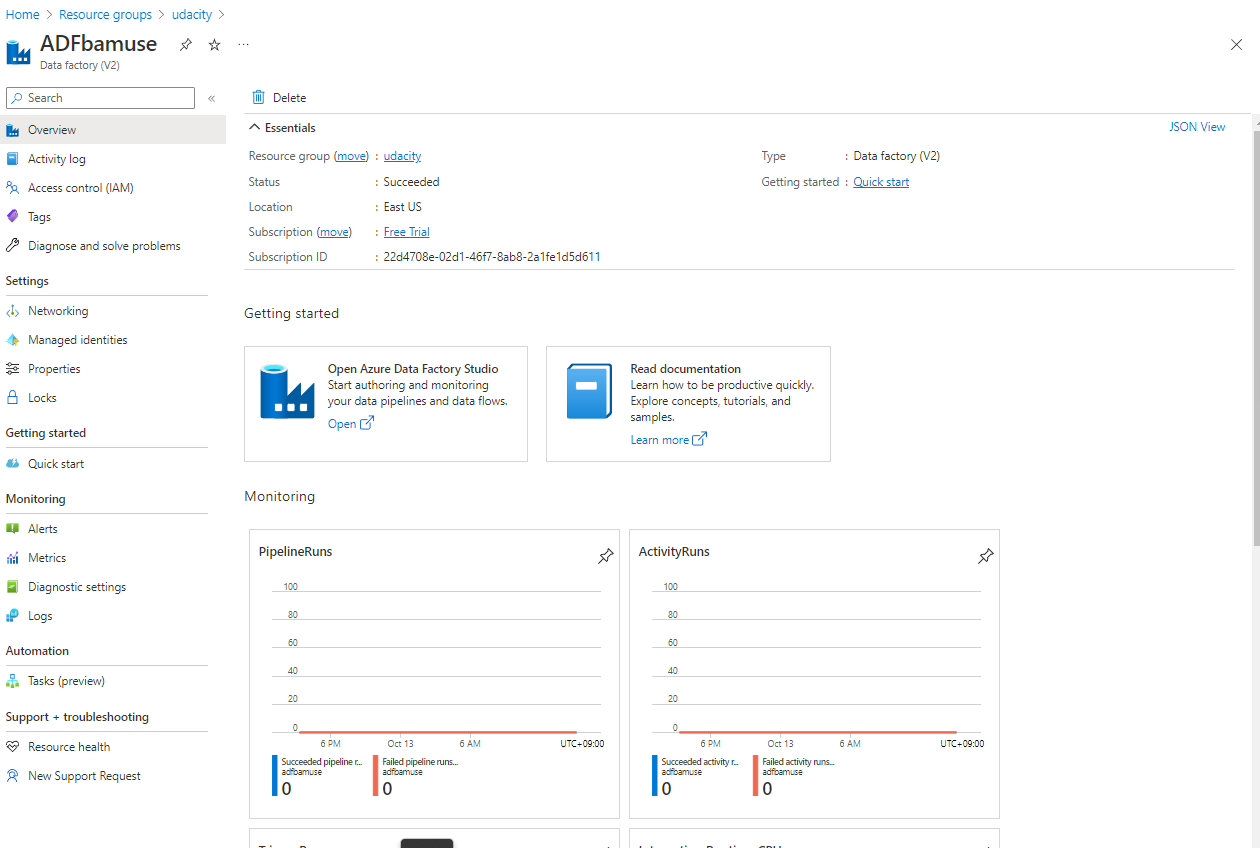 Home > Resource groups > udacity >
ADFbamuse
Data factory (V2)
Search
«
Overview
Activity log
Access control (IAM)
Tags
Diagnose and solve problems
Settings
Networking
Managed identities
Properties
Locks
Getting started
Quick start
Monitoring
Alerts
Metrics
Diagnostic settings
Logs
Automation
Tasks (preview)
Support + troubleshooting
Resource health
New Support Request
Delete
Essentials
JSON View
Resource group (move) : udacity
Status : Succeeded
Location : East US
Subscription (move) : Free Trial
Subscription ID : 22d4708e-02d1-46f7-8ab8-2a1fe1d5d611
Type : Data factory (V2)
Getting started : Quick start
Getting started
Open Azure Data Factory Studio
Start authoring and monitoring
your data pipelines and data flows.
Open
Read documentation
Learn how to be productive quickly.
Explore concepts, tutorials, and
samples.
Learn more
Monitoring
PipelineRuns
100
80
60
40
20
0
6 PM Oct 13 6 AM UTC+09:00
Succeeded pipeline r...
adfbamuse
0
Failed pipeline runs...
adfbamuse
0
ActivityRuns
100
80
60
40
20
0
6 PM Oct 13 6 AM UTC+09:00
Succeeded activity r...
adfbamuse
0
Failed activity runs...
adfbamuse
0